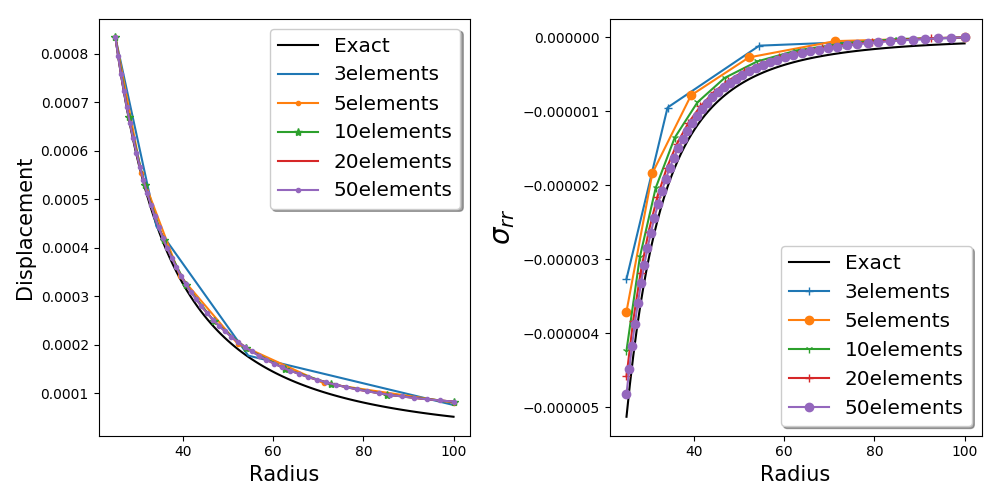 0.0008
0.0007
0.0006
0.0005
0.0004
0.0003
0.0002
0.0001
Displacement
40
60
80
100
Radius
Exact
3elements
5elements
10elements
20elements
50elements
0.000000
−0.000001
−0.000002
−0.000003
−0.000004
−0.000005
σrr
40
60
80
100
Radius
Exact
3elements
5elements
10elements
20elements
50elements